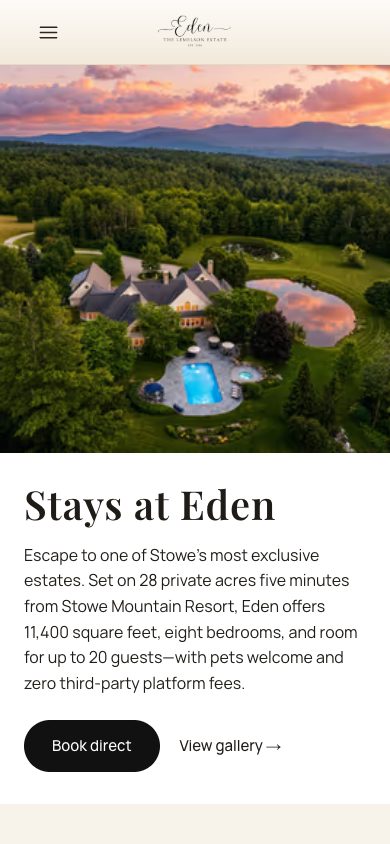 Eden
THE LEMELSON ESTATE
Stays at Eden
Escape to one of Stowe’s most exclusive
estates. Set on 28 private acres five minutes
from Stowe Mountain Resort, Eden offers
11,400 square feet, eight bedrooms, and room
for up to 20 guests—with pets welcome and
zero third-party platform fees.
Book direct
View gallery →